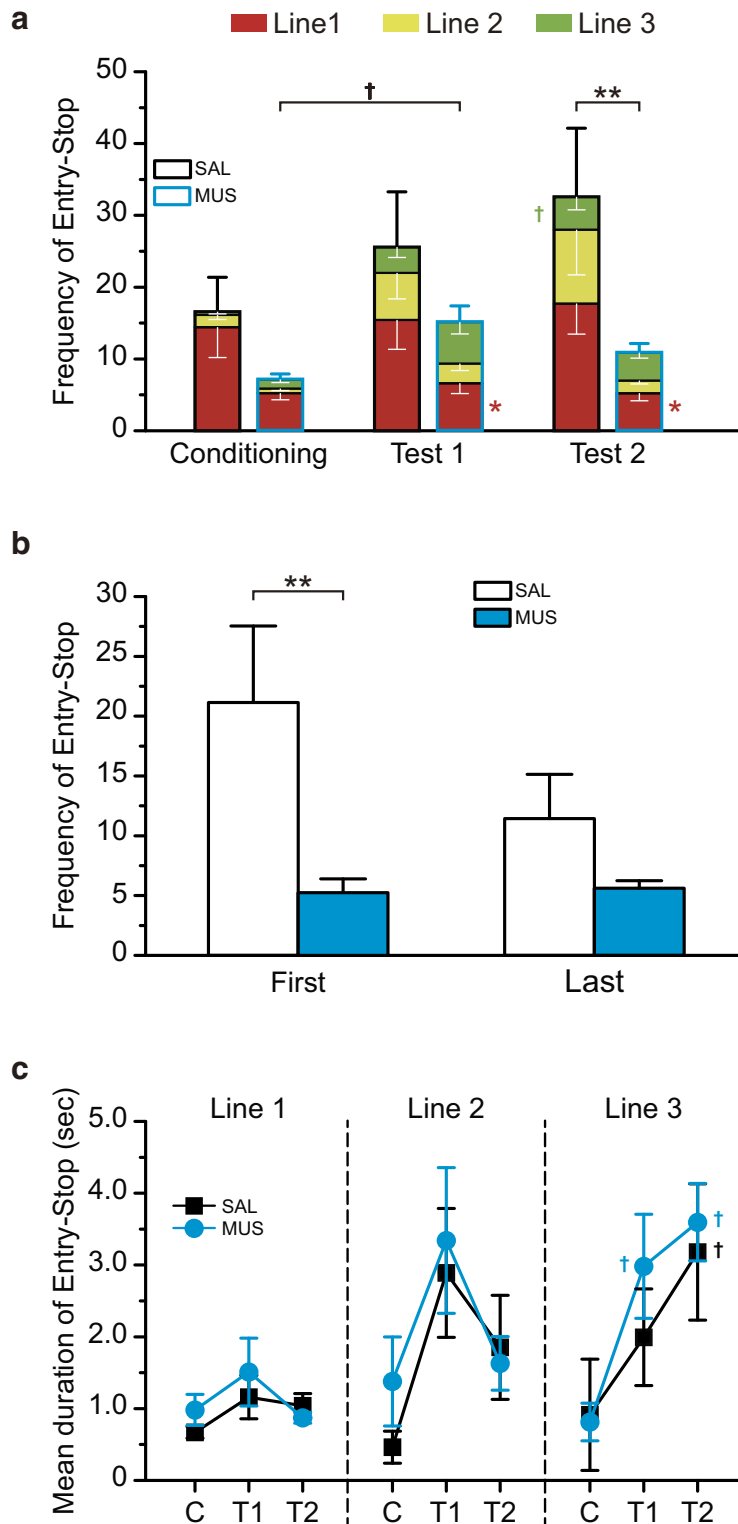 a
Line1 Line 2 Line 3
Frequency of Entry-Stop
50
40
30
20
10
0
SAL
MUS
†
**
†
*
*
Conditioning Test 1 Test 2
b
Frequency of Entry-Stop
30
25
20
15
10
5
0
**
SAL
MUS
First Last
c
Mean duration of Entry-Stop (sec)
5.0
4.0
3.0
2.0
1.0
0
Line 1 Line 2 Line 3
SAL
MUS
†
†
†
C T1 T2 C T1 T2 C T1 T2